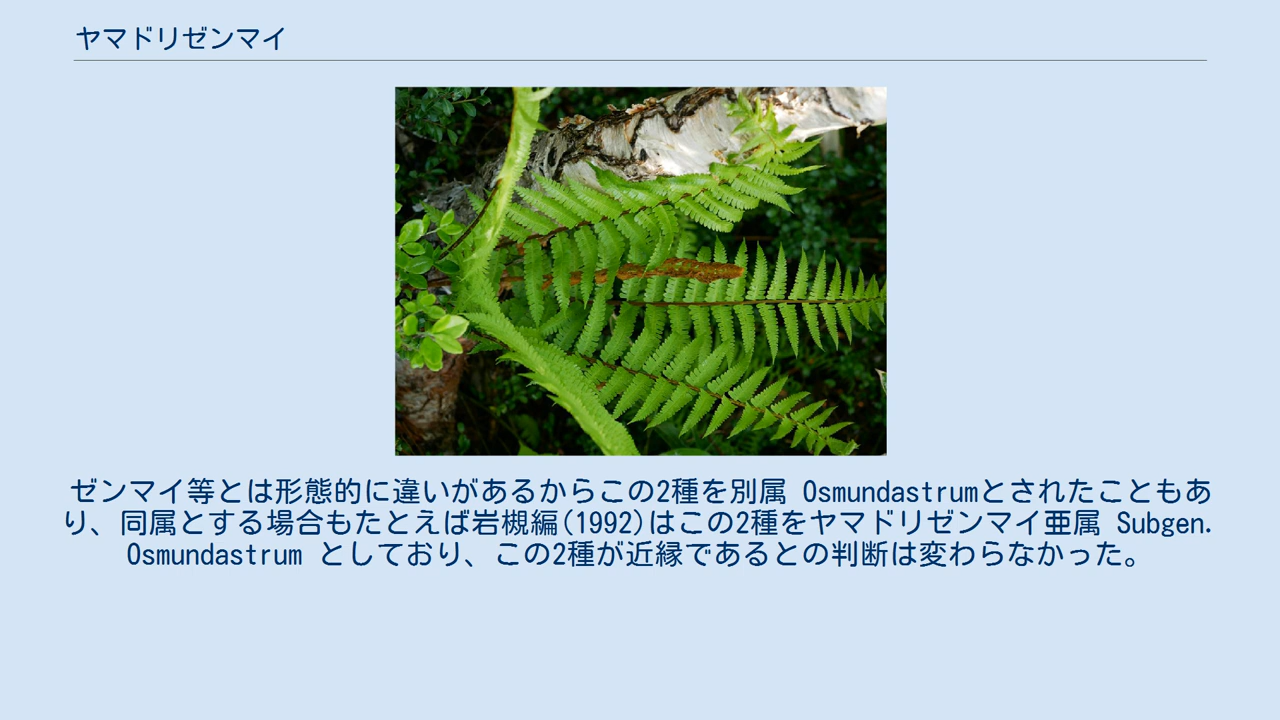 ヤマドリゼンマイ
ゼンマイ等とは形態的に違いがあるからこの2種を別属 Osmundastrumとされたこともあ
り、同属とする場合もたとえば岩槻編(1992)はこの2種をヤマドリゼンマイ亜属 Subgen.
Osmundastrum としており、この2種が近縁であるとの判断は変わらなかった。